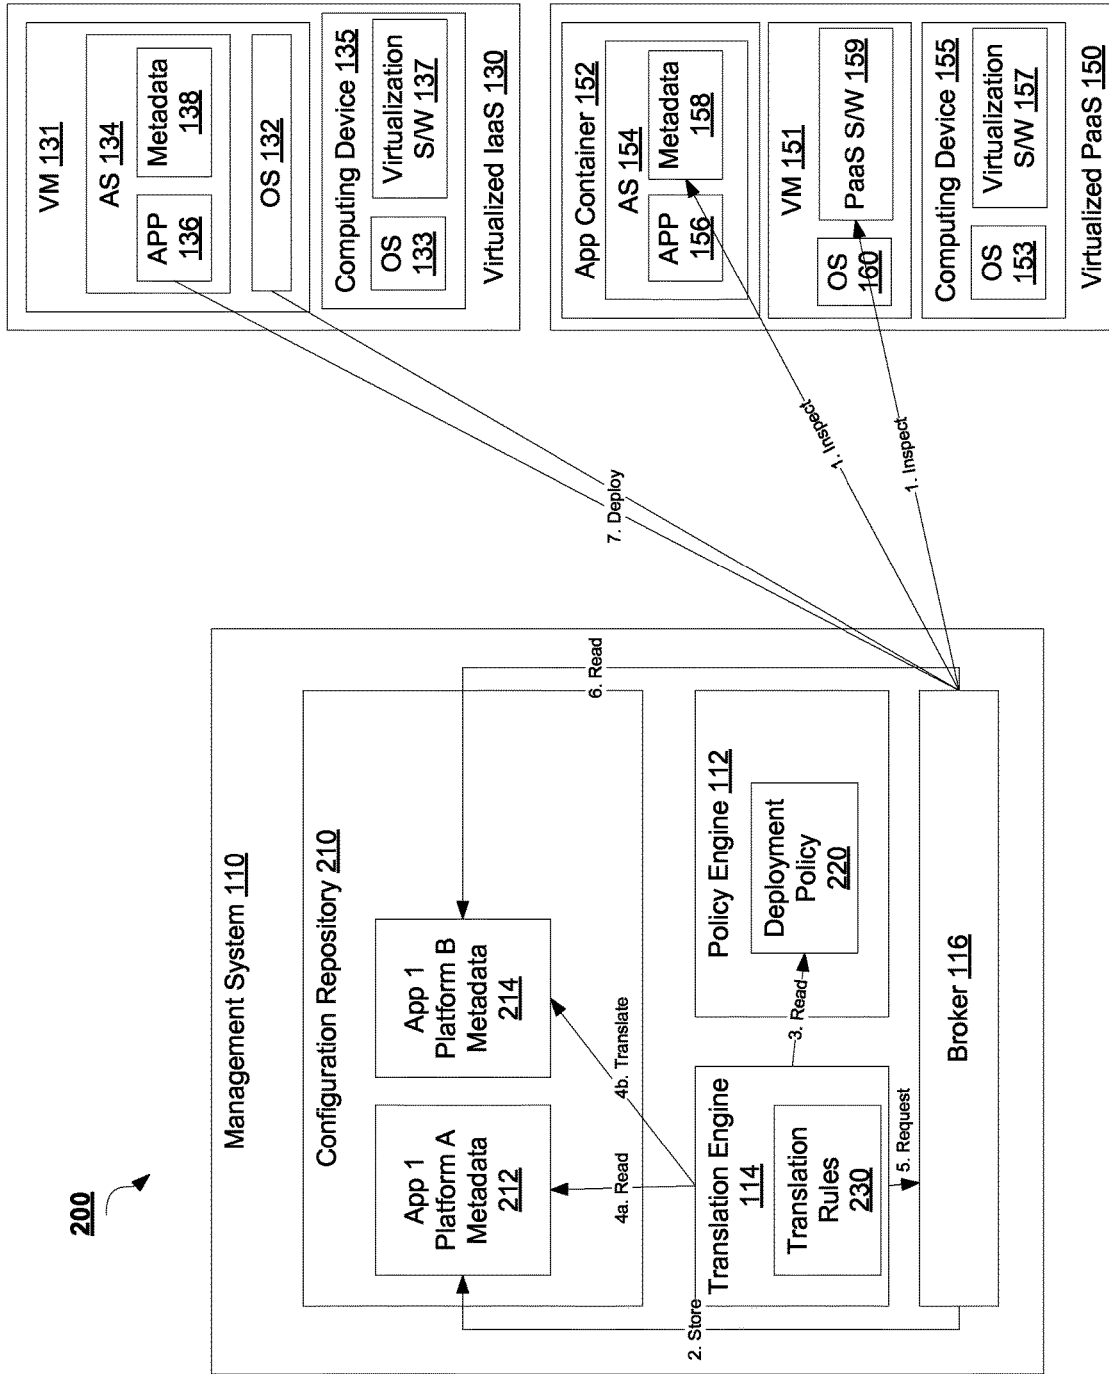 200
Management System 110
Configuration Repository 210
App 1
Platform A
Metadata
212
App 1
Platform B
Metadata
214
2. Store
4a. Read
4b. Translate
6. Read
Translation Engine
114
Translation
Rules
230
3. Read
Policy Engine 112
Deployment
Policy
220
5. Request
Broker 116
7. Deploy
1. Inspect
1. Inspect
VM 131
AS 134
APP
136
Metadata
138
OS 132
Computing Device 135
OS
133
Virtualization
S/W 137
Virtualized IaaS 130
App Container 152
AS 154
APP
156
Metadata
158
VM 151
OS
160
PaaS S/W 159
Computing Device 155
OS
153
Virtualization
S/W 157
Virtualized PaaS 150